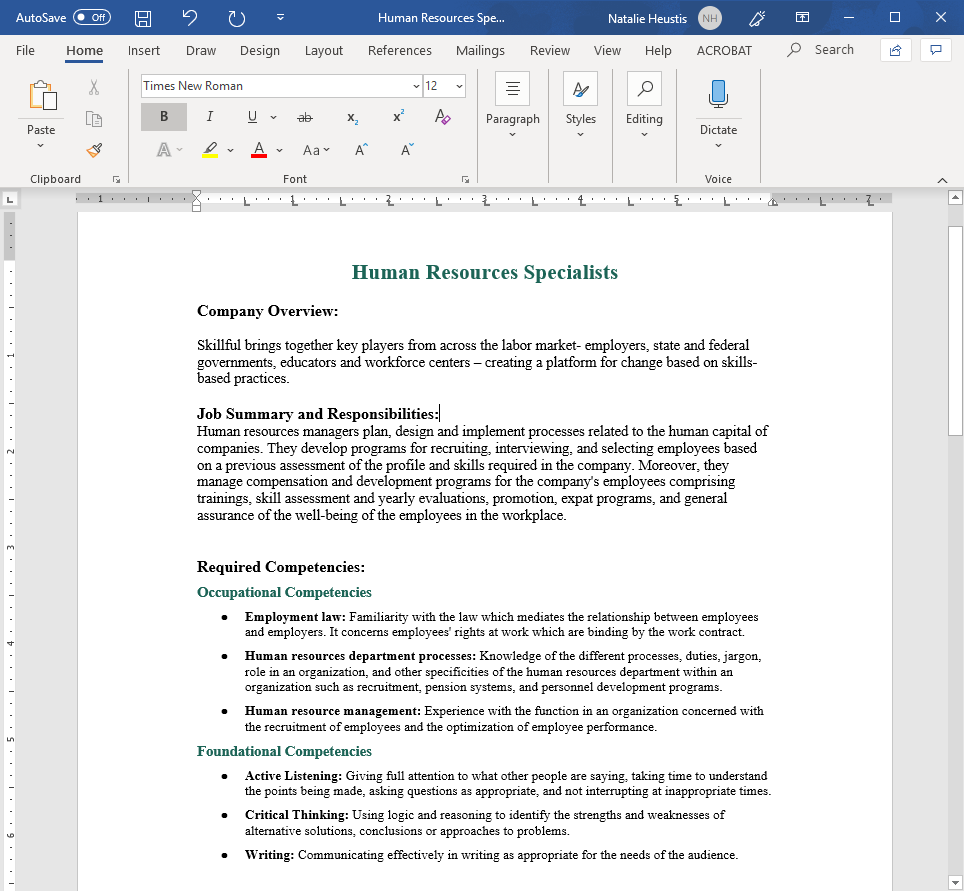 AutoSave Off Human Resources Spe... Natalie Heustis NH
File Home Insert Draw Design Layout References Mailings Review View Help ACROBAT Search
Times New Roman 12
Paste B I U ab x2 x2 A Paragraph Styles Editing Dictate
A A Aa A A
Clipboard Font Voice
1 1 2 3 4 5 7
Human Resources Specialists
Company Overview:
Skillful brings together key players from across the labor market- employers, state and federal
governments, educators and workforce centers – creating a platform for change based on skills-
based practices.
Job Summary and Responsibilities:
Human resources managers plan, design and implement processes related to the human capital of
companies. They develop programs for recruiting, interviewing, and selecting employees based
on a previous assessment of the profile and skills required in the company. Moreover, they
manage compensation and development programs for the company's employees comprising
trainings, skill assessment and yearly evaluations, promotion, expat programs, and general
assurance of the well-being of the employees in the workplace.
Required Competencies:
Occupational Competencies
● Employment law: Familiarity with the law which mediates the relationship between employees
and employers. It concerns employees' rights at work which are binding by the work contract.
● Human resources department processes: Knowledge of the different processes, duties, jargon,
role in an organization, and other specificities of the human resources department within an
organization such as recruitment, pension systems, and personnel development programs.
● Human resource management: Experience with the function in an organization concerned with
the recruitment of employees and the optimization of employee performance.
Foundational Competencies
● Active Listening: Giving full attention to what other people are saying, taking time to understand
the points being made, asking questions as appropriate, and not interrupting at inappropriate times.
● Critical Thinking: Using logic and reasoning to identify the strengths and weaknesses of
alternative solutions, conclusions or approaches to problems.
● Writing: Communicating effectively in writing as appropriate for the needs of the audience.
1
2
3
4
5
6